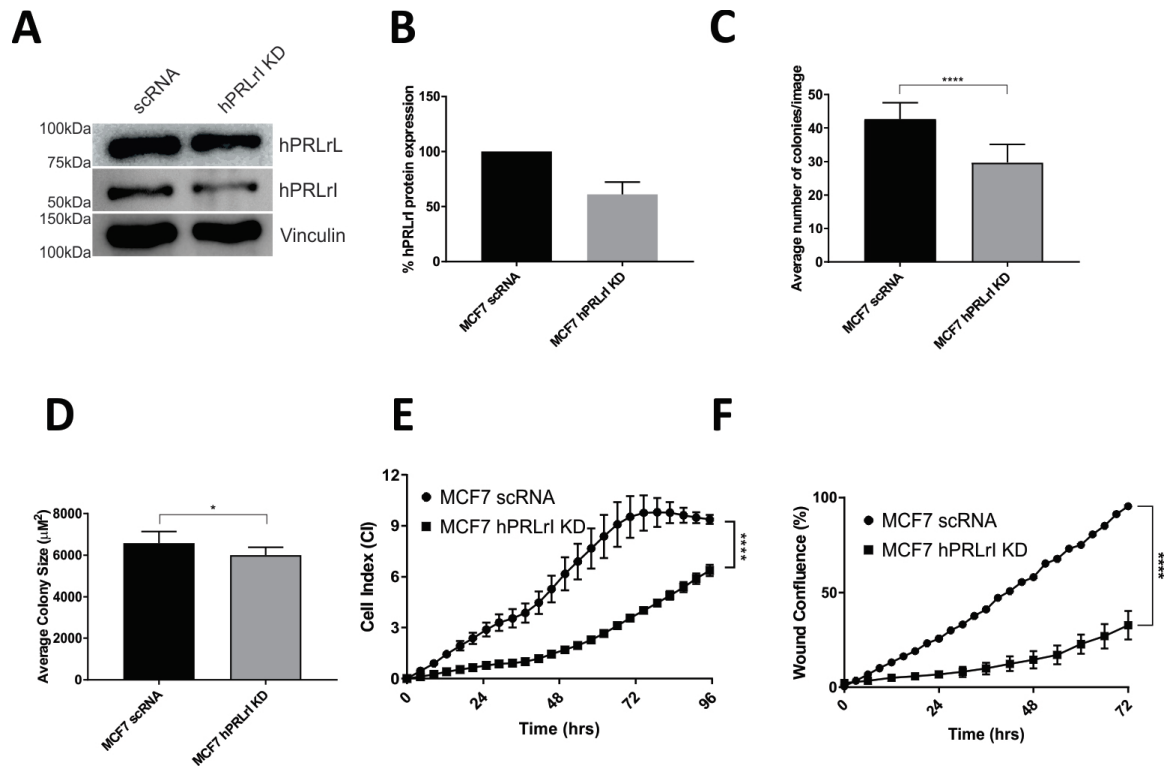 A
scRNA
hPRLrI KD
100kDa
75kDa
hPRLrL
50kDa
hPRLrI
150kDa
100kDa
Vinculin
B
% hPRLrI protein expression
150
100
50
0
MCF7 scRNA
MCF7 hPRLrI KD
C
Average number of colonies/image
50
40
30
20
10
0
****
MCF7 scRNA
MCF7 hPRLrI KD
D
Average Colony Size (µM²)
8000
6000
4000
2000
0
*
MCF7 scRNA
MCF7 hPRLrI KD
E
Cell Index (CI)
12
9
6
3
0
MCF7 scRNA
MCF7 hPRLrI KD
****
0 24 48 72 96
Time (hrs)
F
Wound Confluence (%)
100
50
0
MCF7 scRNA
MCF7 hPRLrI KD
****
0 24 48 72
Time (hrs)